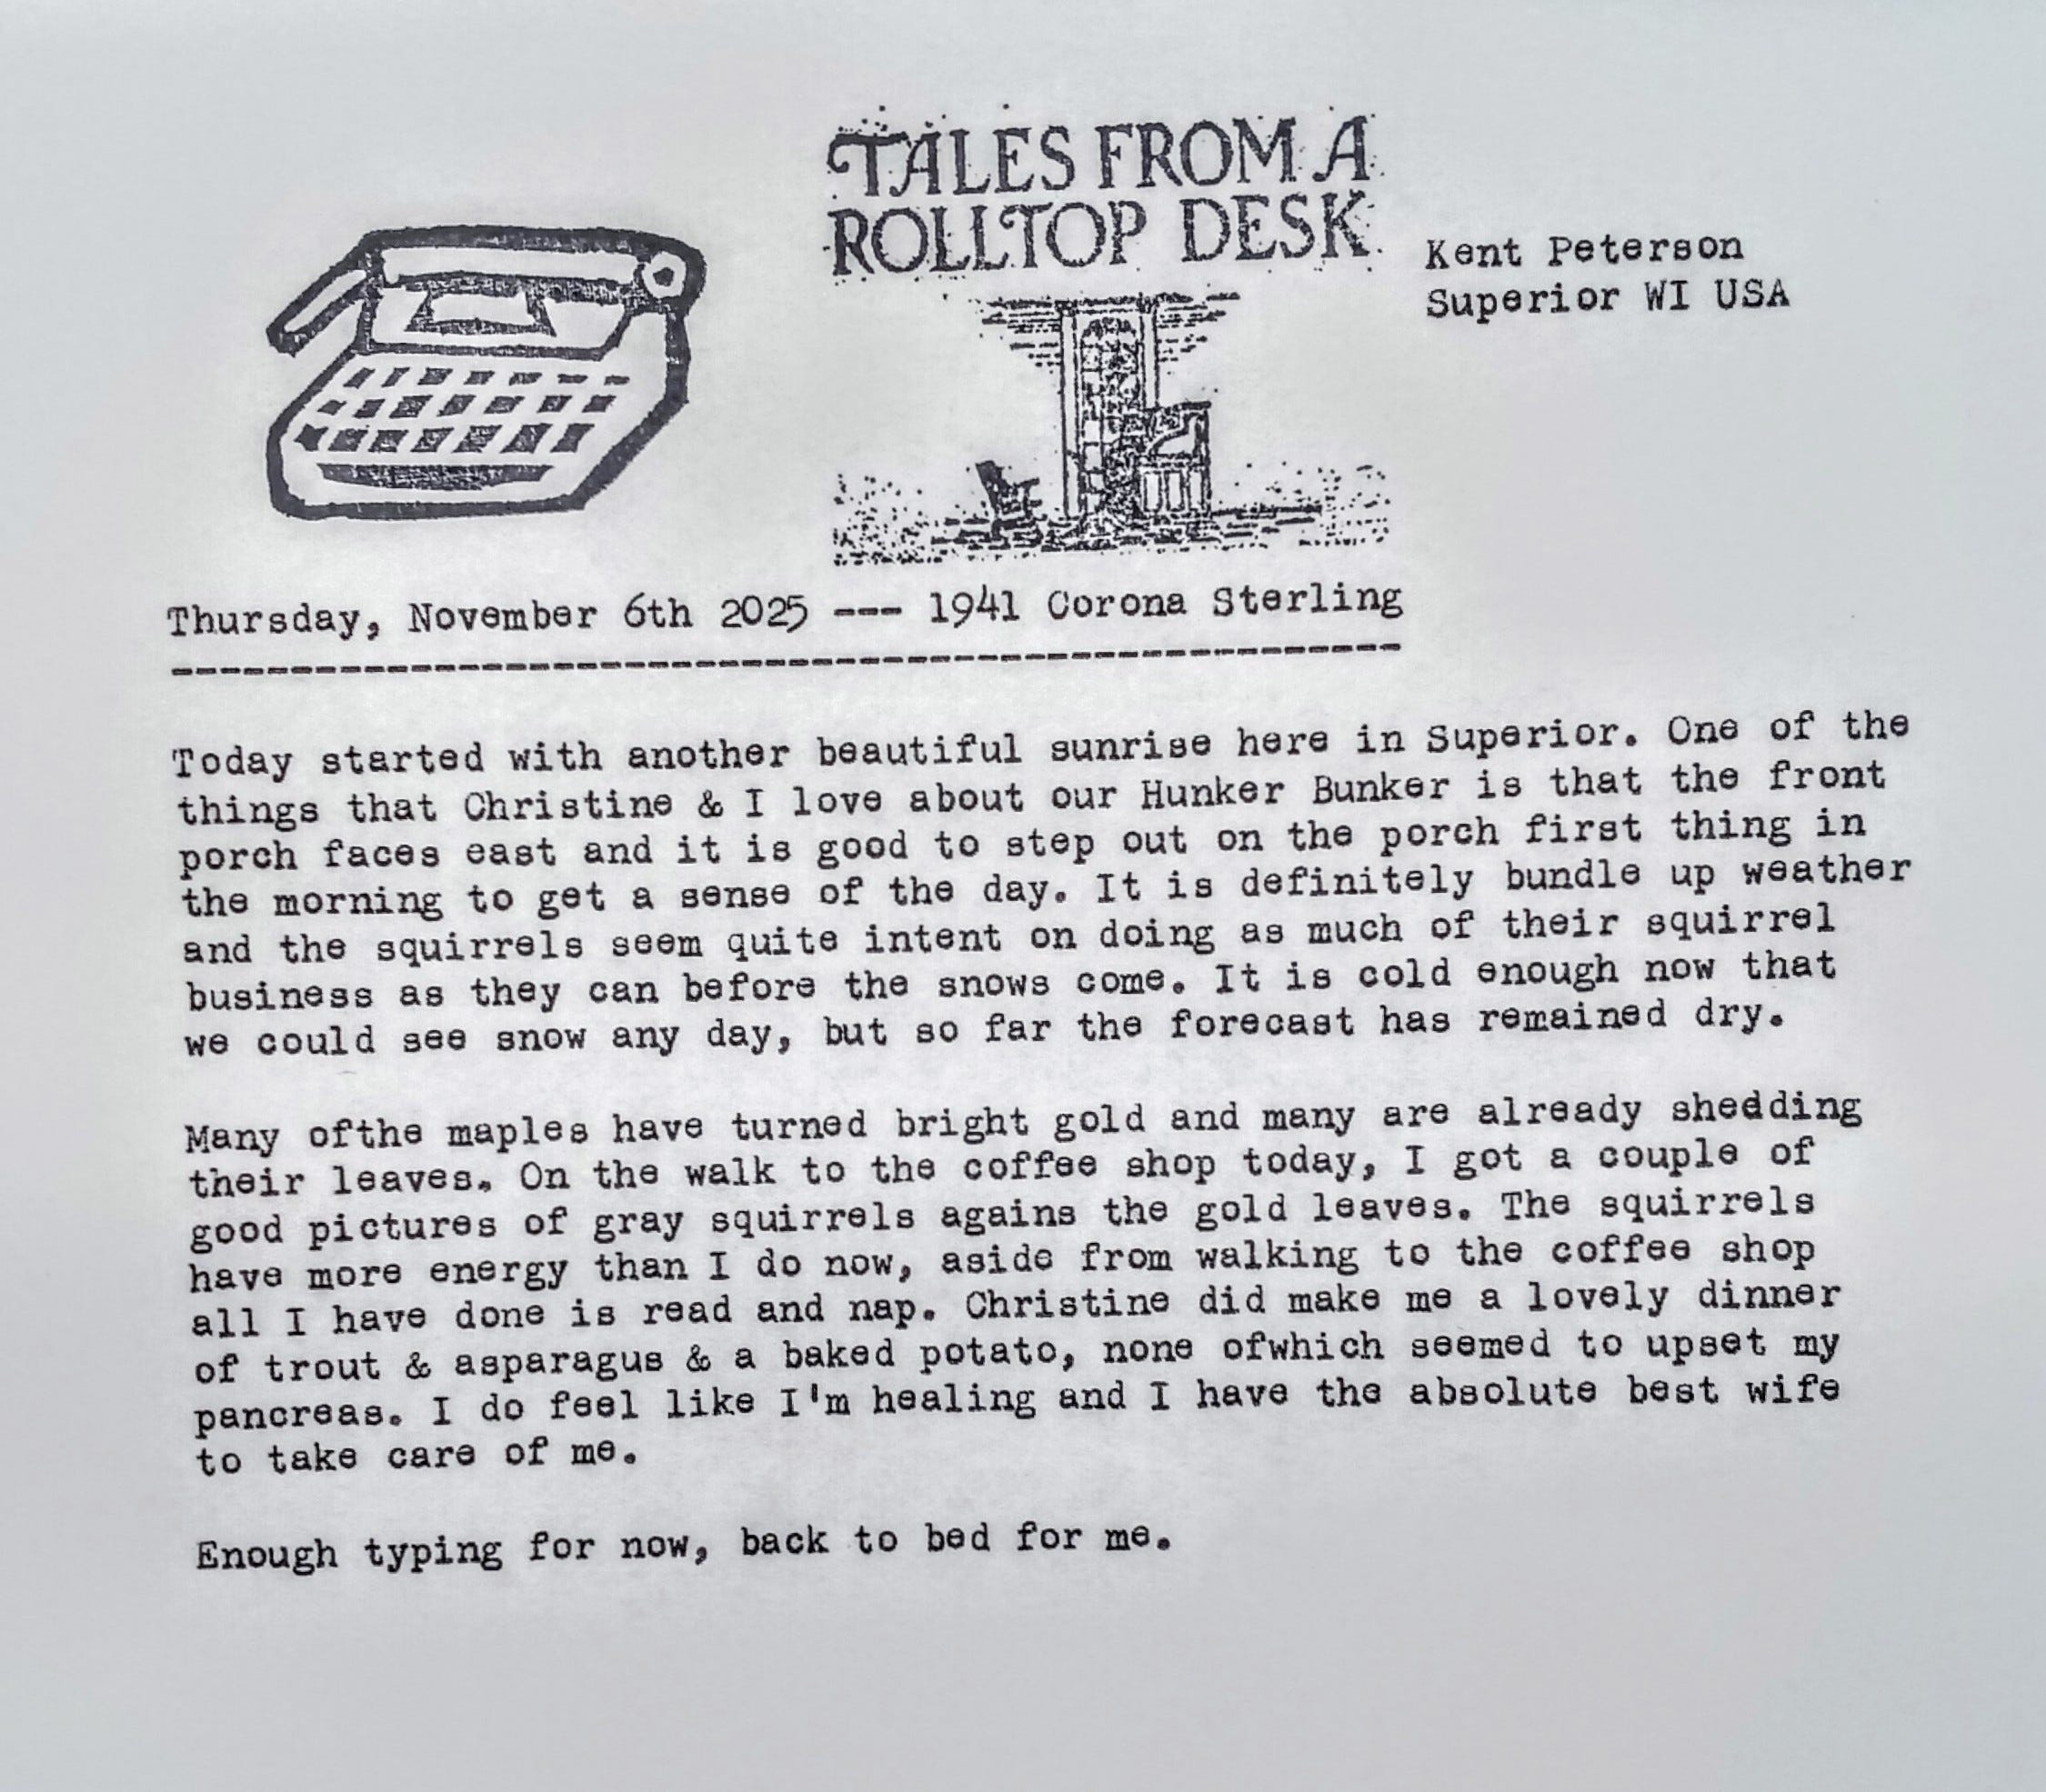 TALES FROM A
ROLLTOP DESK
Kent Peterson
Superior WI USA
Thursday, November 6th 2025 --- 1941 Corona Sterling
----------------------------------------------------
Today started with another beautiful sunrise here in Superior. One of the
things that Christine & I love about our Hunker Bunker is that the front
porch faces east and it is good to step out on the porch first thing in
the morning to get a sense of the day. It is definitely bundle up weather
and the squirrels seem quite intent on doing as much of their squirrel
business as they can before the snows come. It is cold enough now that
we could see snow any day, but so far the forecast has remained dry.
Many ofthe maples have turned bright gold and many are already shedding
their leaves. On the walk to the coffee shop today, I got a couple of
good pictures of gray squirrels agains the gold leaves. The squirrels
have more energy than I do now, aside from walking to the coffee shop
all I have done is read and nap. Christine did make me a lovely dinner
of trout & asparagus & a baked potato, none ofwhich seemed to upset my
pancreas. I do feel like I'm healing and I have the absolute best wife
to take care of me.
Enough typing for now, back to bed for me.